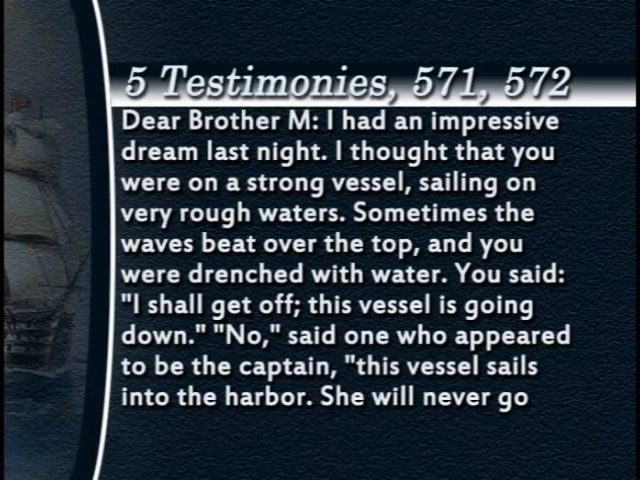 5 Testimonies, 571, 572
Dear Brother M: I had an impressive
dream last night. I thought that you
were on a strong vessel, sailing on
very rough waters. Sometimes the
waves beat over the top, and you
were drenched with water. You said:
"I shall get off; this vessel is going
down." "No," said one who appeared
to be the captain, "this vessel sails
into the harbor. She will never go